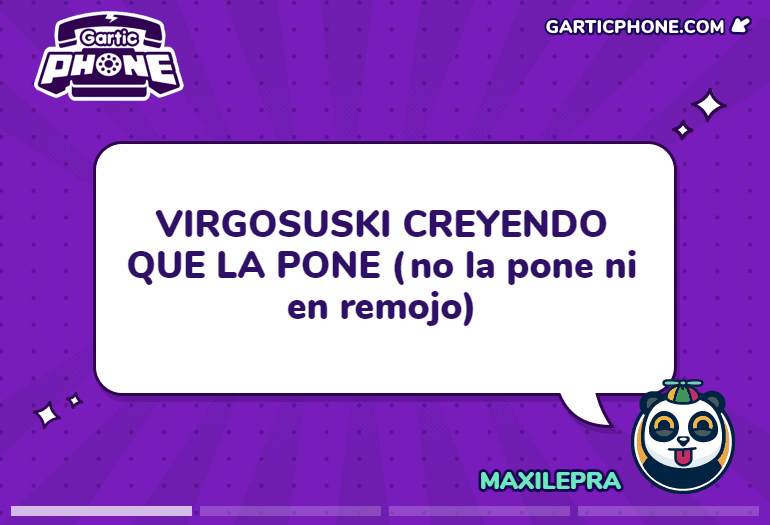 Gartic
PHONE
GARTICPHONE.COM
VIRGOSUSKI CREYENDO
QUE LA PONE (no la pone ni
en remojo)
MAXILEPRA